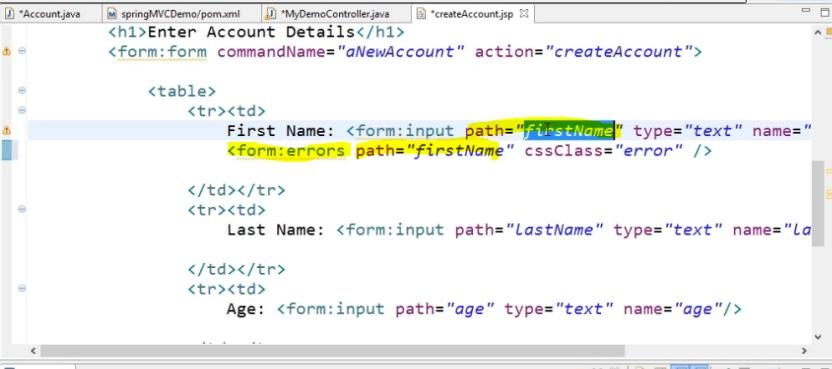 *Account.java springMVCDemo/pom.xml *MyDemoController.java *createAccount.jsp
<h1>Enter Account Details</h1>
<form:form commandName="aNewAccount" action="createAccount">
<table>
<tr><td>
First Name: <form:input path="firstName" type="text" name="
<form:errors path="firstName" cssClass="error" />
</td></tr>
<tr><td>
Last Name: <form:input path="lastName" type="text" name="la
</td></tr>
<tr><td>
Age: <form:input path="age" type="text" name="age"/>